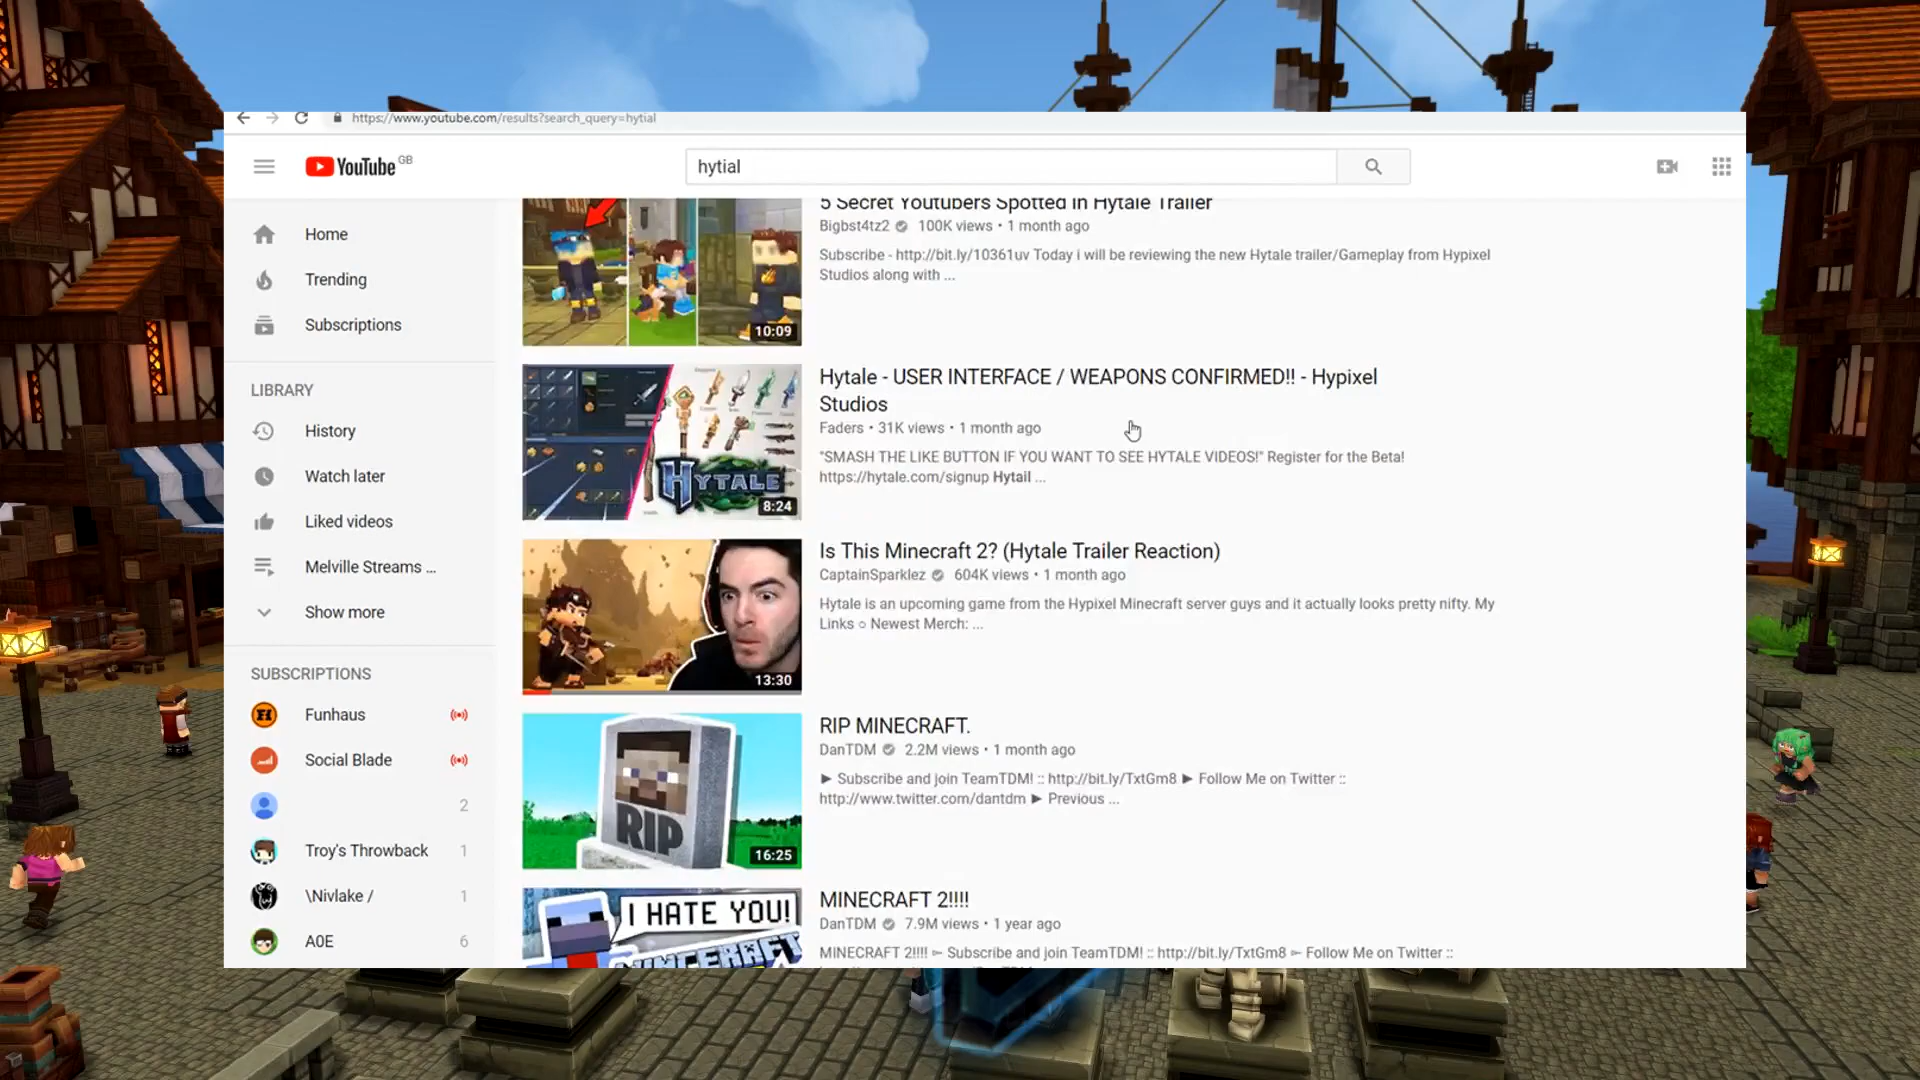 https://www.youtube.com/results?search_query=hytial
YouTube GB
hytial
Home
Trending
Subscriptions
LIBRARY
History
Watch later
Liked videos
Melville Streams ...
Show more
SUBSCRIPTIONS
Funhaus
Social Blade
2
Troy's Throwback 1
\Nivlake / 1
A0E 6
10:09
5 Secret Youtubers Spotted in Hytale Trailer
Bigbst4tz2 100K views • 1 month ago
Subscribe - http://bit.ly/10361uv Today i will be reviewing the new Hytale trailer/Gameplay from Hypixel
Studios along with ...
HYTALE
8:24
Hytale - USER INTERFACE / WEAPONS CONFIRMED!! - Hypixel
Studios
Faders • 31K views • 1 month ago
"SMASH THE LIKE BUTTON IF YOU WANT TO SEE HYTALE VIDEOS!" Register for the Beta!
https://hytale.com/signup Hytail ...
13:30
Is This Minecraft 2? (Hytale Trailer Reaction)
CaptainSparklez 604K views • 1 month ago
Hytale is an upcoming game from the Hypixel Minecraft server guys and it actually looks pretty nifty. My
Links ○ Newest Merch: ...
RIP
16:25
RIP MINECRAFT.
DanTDM 2.2M views • 1 month ago
► Subscribe and join TeamTDM! :: http://bit.ly/TxtGm8 ► Follow Me on Twitter ::
http://www.twitter.com/dantdm ► Previous ...
I HATE YOU!
MINCERAFT
MINECRAFT 2!!!!
DanTDM 7.9M views • 1 year ago
MINECRAFT 2!!!! ➳ Subscribe and join TeamTDM! :: http://bit.ly/TxtGm8 ➳ Follow Me on Twitter ::